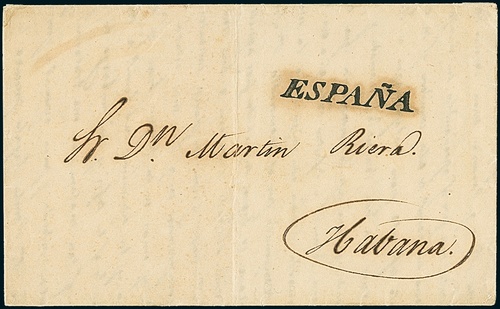 ESPAÑA
Sr. Dn Martin Riera.
Habana.